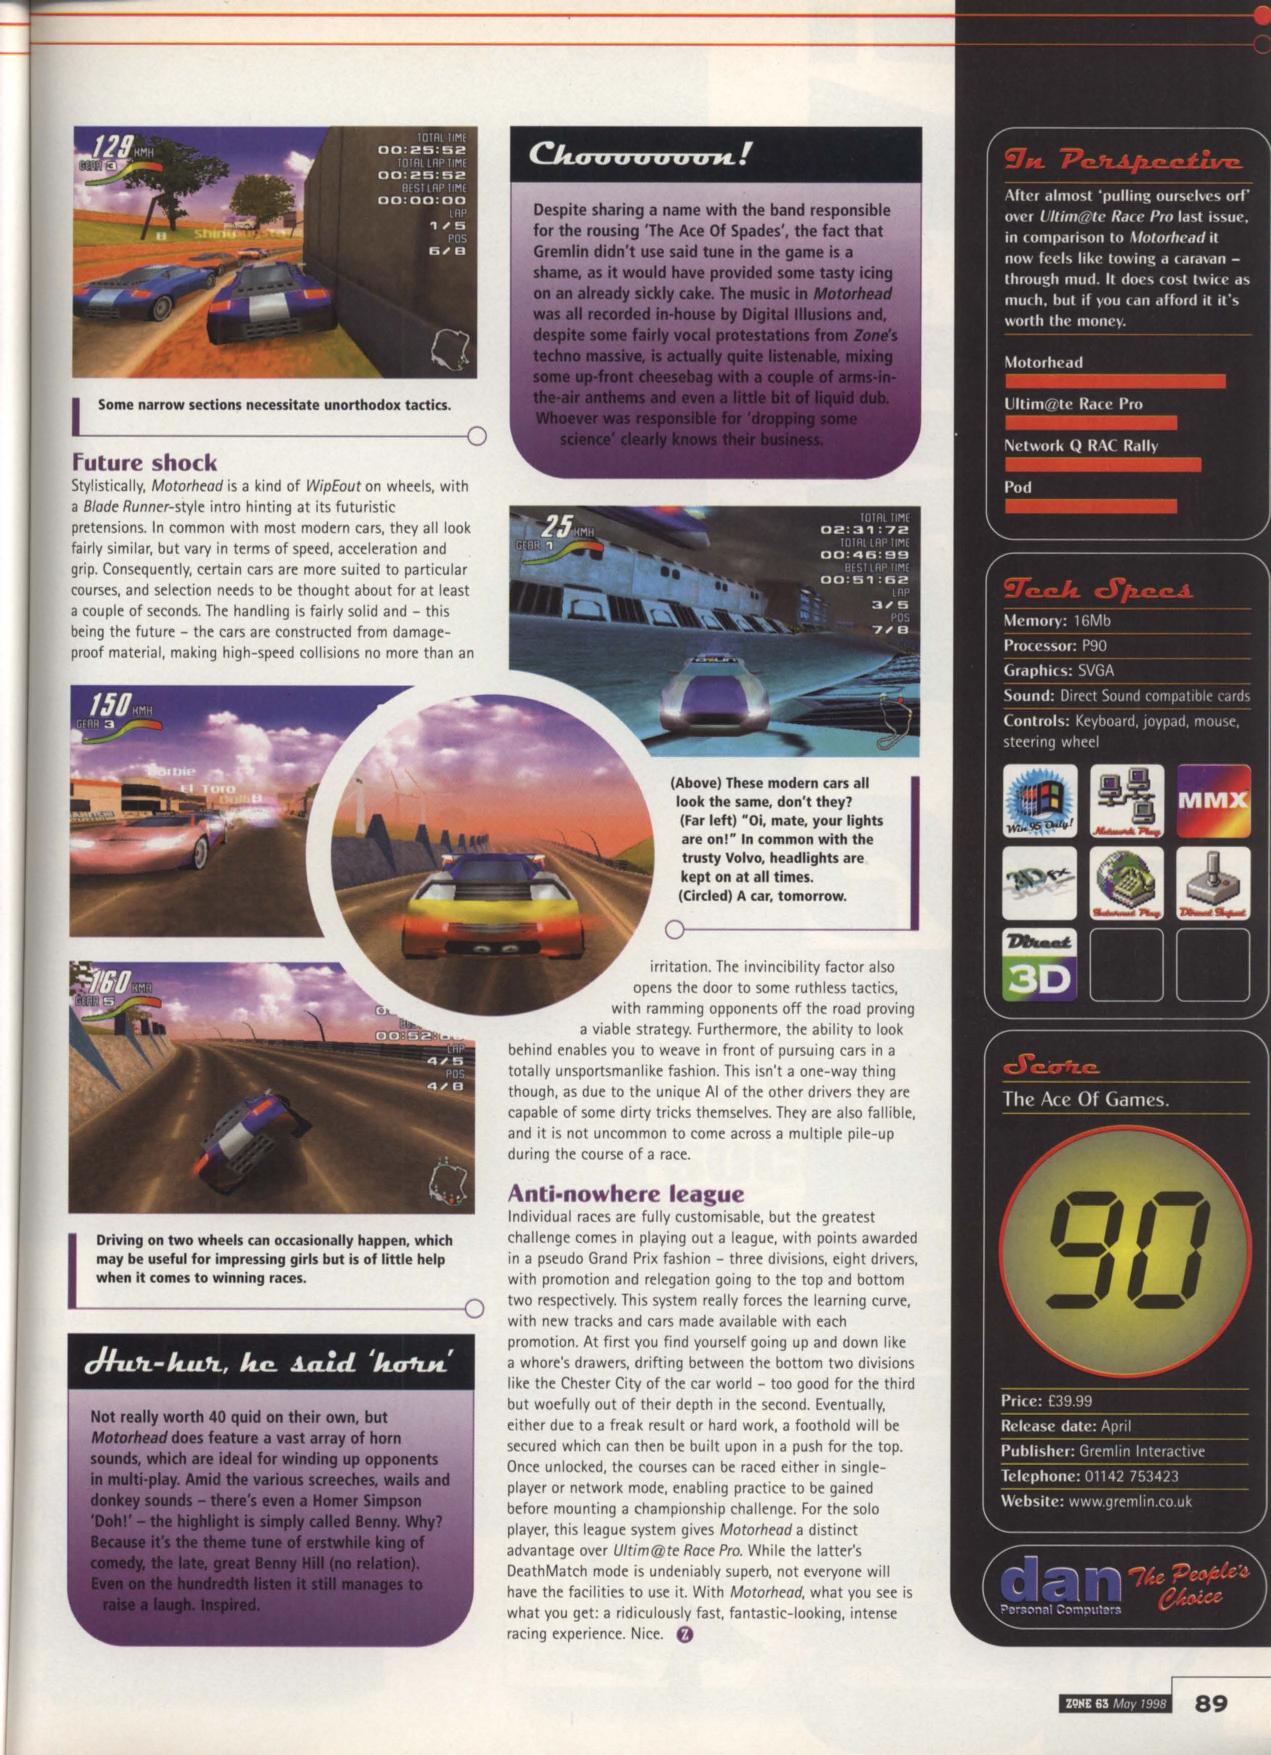 129 KMH
GEAR 3
TOTAL TIME
00:25:52
TOTAL LAP TIME
00:25:52
BEST LAP TIME
00:00:00
LAP
1/5
POS
6/8
Some narrow sections necessitate unorthodox tactics.
Future shock
Stylistically, Motorhead is a kind of WipEout on wheels, with
a Blade Runner-style intro hinting at its futuristic
pretensions. In common with most modern cars, they all look
fairly similar, but vary in terms of speed, acceleration and
grip. Consequently, certain cars are more suited to particular
courses, and selection needs to be thought about for at least
a couple of seconds. The handling is fairly solid and – this
being the future – the cars are constructed from damage-
proof material, making high-speed collisions no more than an
150 KMH
GEAR 3
Barbie
El Toro
160 KMH
GEAR 5
LAP
4/5
POS
4/8
Driving on two wheels can occasionally happen, which
may be useful for impressing girls but is of little help
when it comes to winning races.
Hur-hur, he said 'horn'
Not really worth 40 quid on their own, but
Motorhead does feature a vast array of horn
sounds, which are ideal for winding up opponents
in multi-play. Amid the various screeches, wails and
donkey sounds – there's even a Homer Simpson
'Doh!' – the highlight is simply called Benny. Why?
Because it's the theme tune of erstwhile king of
comedy, the late, great Benny Hill (no relation).
Even on the hundredth listen it still manages to
raise a laugh. Inspired.
Chooooooon!
Despite sharing a name with the band responsible
for the rousing 'The Ace Of Spades', the fact that
Gremlin didn't use said tune in the game is a
shame, as it would have provided some tasty icing
on an already sickly cake. The music in Motorhead
was all recorded in-house by Digital Illusions and,
despite some fairly vocal protestations from Zone's
techno massive, is actually quite listenable, mixing
some up-front cheesebag with a couple of arms-in-
the-air anthems and even a little bit of liquid dub.
Whoever was responsible for 'dropping some
science' clearly knows their business.
25 KMH
GEAR 1
TOTAL TIME
02:31:72
TOTAL LAP TIME
00:46:99
BEST LAP TIME
00:51:62
LAP
3/5
POS
7/8
(Above) These modern cars all
look the same, don't they?
(Far left) "Oi, mate, your lights
are on!" In common with the
trusty Volvo, headlights are
kept on at all times.
(Circled) A car, tomorrow.
irritation. The invincibility factor also
opens the door to some ruthless tactics,
with ramming opponents off the road proving
a viable strategy. Furthermore, the ability to look
behind enables you to weave in front of pursuing cars in a
totally unsportsmanlike fashion. This isn't a one-way thing
though, as due to the unique AI of the other drivers they are
capable of some dirty tricks themselves. They are also fallible,
and it is not uncommon to come across a multiple pile-up
during the course of a race.
Anti-nowhere league
Individual races are fully customisable, but the greatest
challenge comes in playing out a league, with points awarded
in a pseudo Grand Prix fashion – three divisions, eight drivers,
with promotion and relegation going to the top and bottom
two respectively. This system really forces the learning curve,
with new tracks and cars made available with each
promotion. At first you find yourself going up and down like
a whore's drawers, drifting between the bottom two divisions
like the Chester City of the car world – too good for the third
but woefully out of their depth in the second. Eventually,
either due to a freak result or hard work, a foothold will be
secured which can then be built upon in a push for the top.
Once unlocked, the courses can be raced either in single-
player or network mode, enabling practice to be gained
before mounting a championship challenge. For the solo
player, this league system gives Motorhead a distinct
advantage over Ultim@te Race Pro. While the latter's
DeathMatch mode is undeniably superb, not everyone will
have the facilities to use it. With Motorhead, what you see is
what you get: a ridiculously fast, fantastic-looking, intense
racing experience. Nice. Z
In Perspective
After almost 'pulling ourselves orf'
over Ultim@te Race Pro last issue,
in comparison to Motorhead it
now feels like towing a caravan –
through mud. It does cost twice as
much, but if you can afford it it's
worth the money.
Motorhead
Ultim@te Race Pro
Network Q RAC Rally
Pod
Tech Specs
Memory: 16Mb
Processor: P90
Graphics: SVGA
Sound: Direct Sound compatible cards
Controls: Keyboard, joypad, mouse,
steering wheel
Win 95 Only!
Network Play
MMX
3Dfx
Internet Play
Direct Input
Direct
3D
Score
The Ace Of Games.
90
Price: £39.99
Release date: April
Publisher: Gremlin Interactive
Telephone: 01142 753423
Website: www.gremlin.co.uk
dan
Personal Computers
The People's
Choice
ZONE 63 May 1998
89